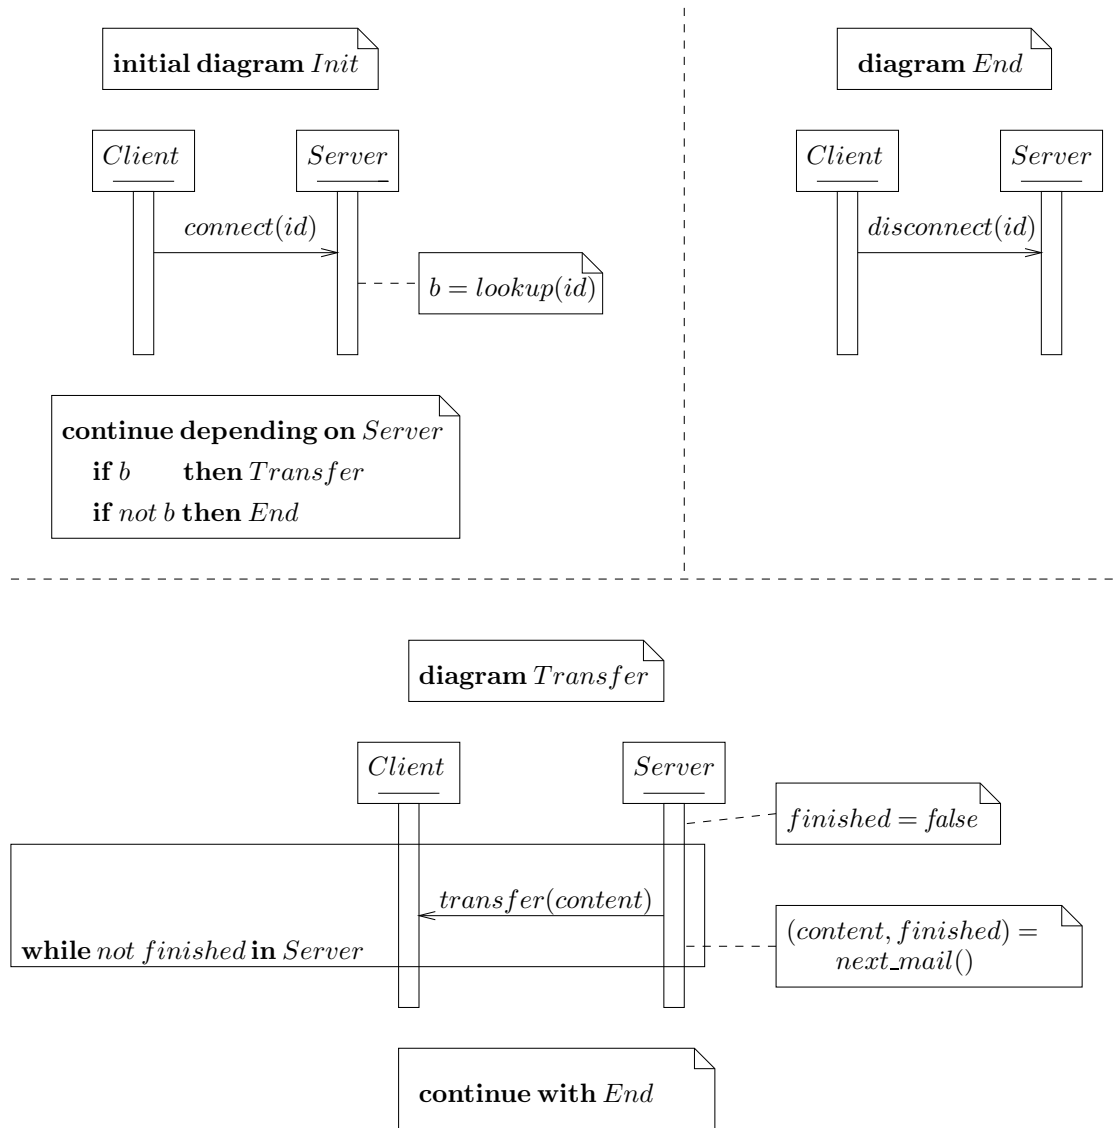 initial diagram Init
Client
Server
connect(id)
b = lookup(id)
continue depending on Server
if b then Transfer
if not b then End
diagram End
Client
Server
disconnect(id)
diagram Transfer
Client
Server
finished = false
transfer(content)
while not finished in Server
(content, finished) =
next_mail()
continue with End